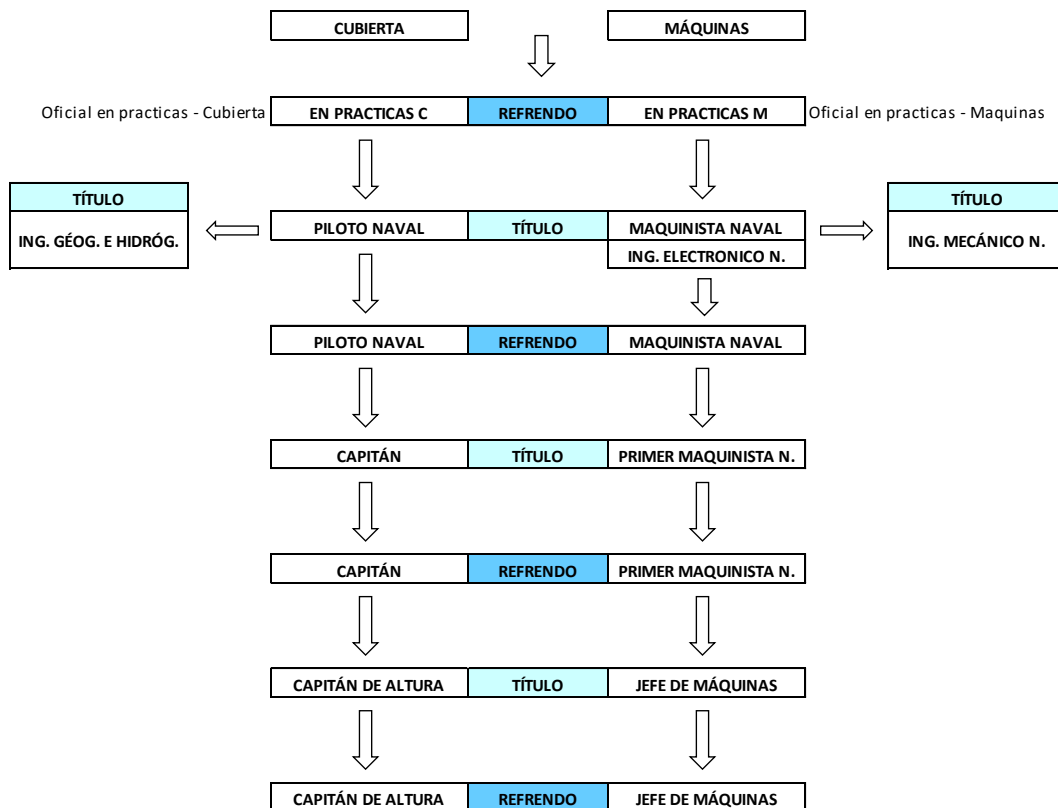 CUBIERTA MÁQUINAS
Oficial en practicas - Cubierta EN PRACTICAS C REFRENDO EN PRACTICAS M Oficial en practicas - Maquinas
TÍTULO TÍTULO
PILOTO NAVAL TÍTULO MAQUINISTA NAVAL
ING. GÉOG. E HIDRÓG. ING. MECÁNICO N.
ING. ELECTRONICO N.
PILOTO NAVAL REFRENDO MAQUINISTA NAVAL
CAPITÁN TÍTULO PRIMER MAQUINISTA N.
CAPITÁN REFRENDO PRIMER MAQUINISTA N.
CAPITÁN DE ALTURA TÍTULO JEFE DE MÁQUINAS
CAPITÁN DE ALTURA REFRENDO JEFE DE MÁQUINAS